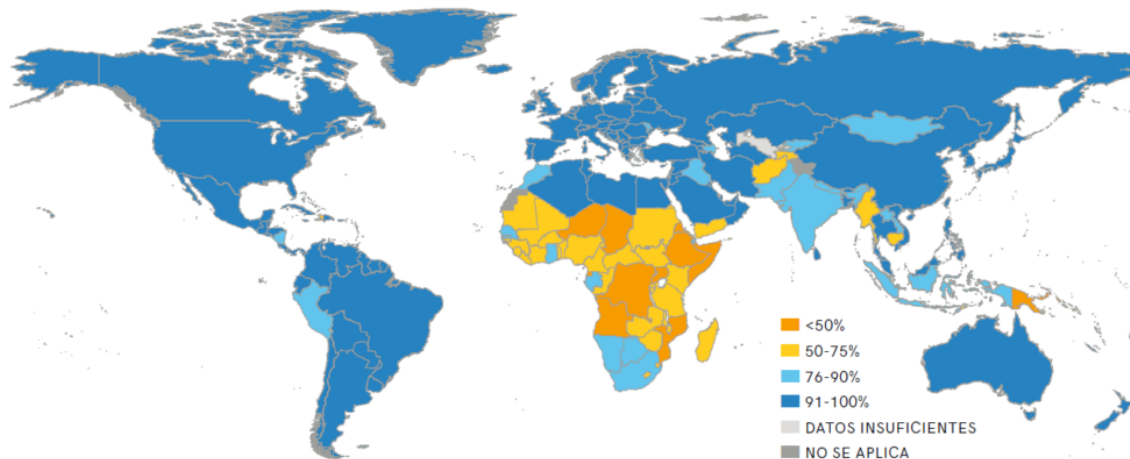 <50%
50-75%
76-90%
91-100%
DATOS INSUFICIENTES
NO SE APLICA